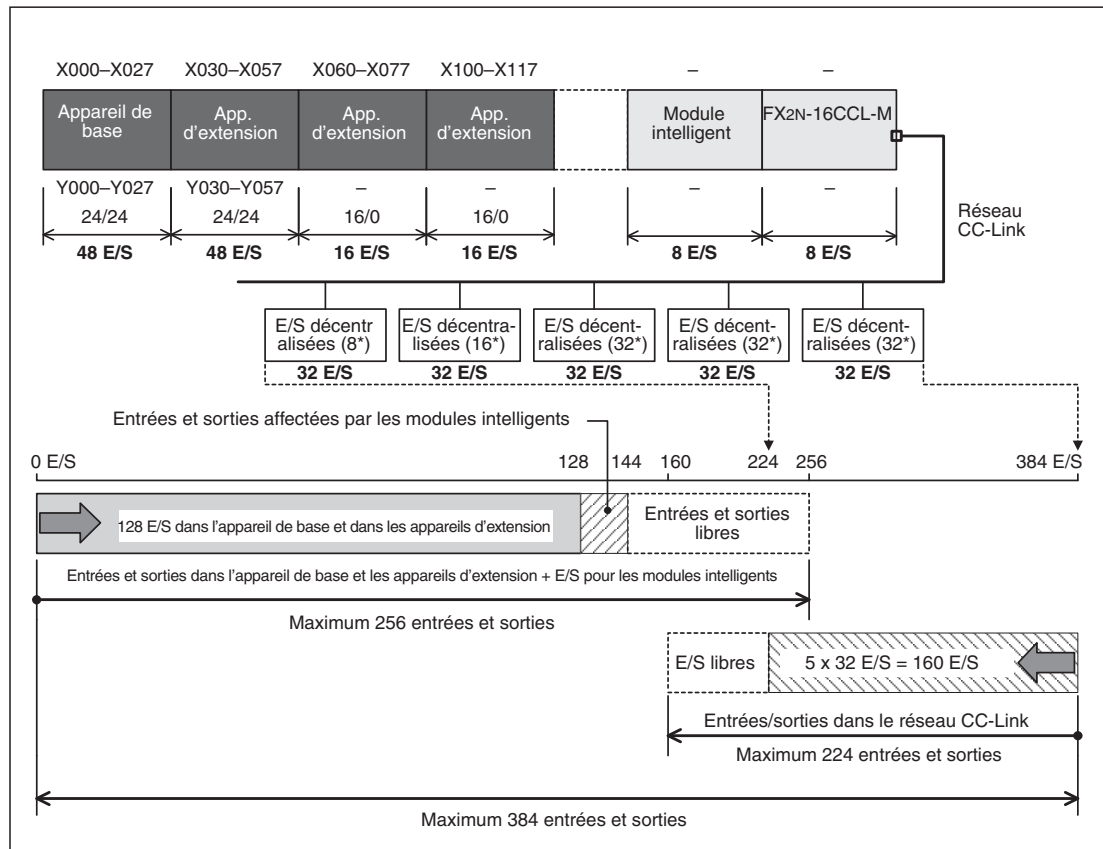 X000–X027 X030–X057 X060–X077 X100–X117 – –
Appareil de base
App. d'extension
App. d'extension
App. d'extension
Module intelligent
FX2N-16CCL-M
Y000–Y027 Y030–Y057 – – – –
24/24 24/24 16/0 16/0
48 E/S 48 E/S 16 E/S 16 E/S 8 E/S 8 E/S
Réseau
CC-Link
E/S décentr
alisées (8*)
E/S décentra-
lisées (16*)
E/S décent-
ralisées (32*)
E/S décent-
ralisées (32*)
E/S décent-
ralisées (32*)
32 E/S 32 E/S 32 E/S 32 E/S 32 E/S
Entrées et sorties affectées par les modules intelligents
0 E/S 128 144 160 224 256 384 E/S
128 E/S dans l'appareil de base et dans les appareils d'extension
Entrées et sorties
libres
Entrées et sorties dans l'appareil de base et les appareils d'extension + E/S pour les modules intelligents
Maximum 256 entrées et sorties
E/S libres
5 x 32 E/S = 160 E/S
Entrées/sorties dans le réseau CC-Link
Maximum 224 entrées et sorties
Maximum 384 entrées et sorties